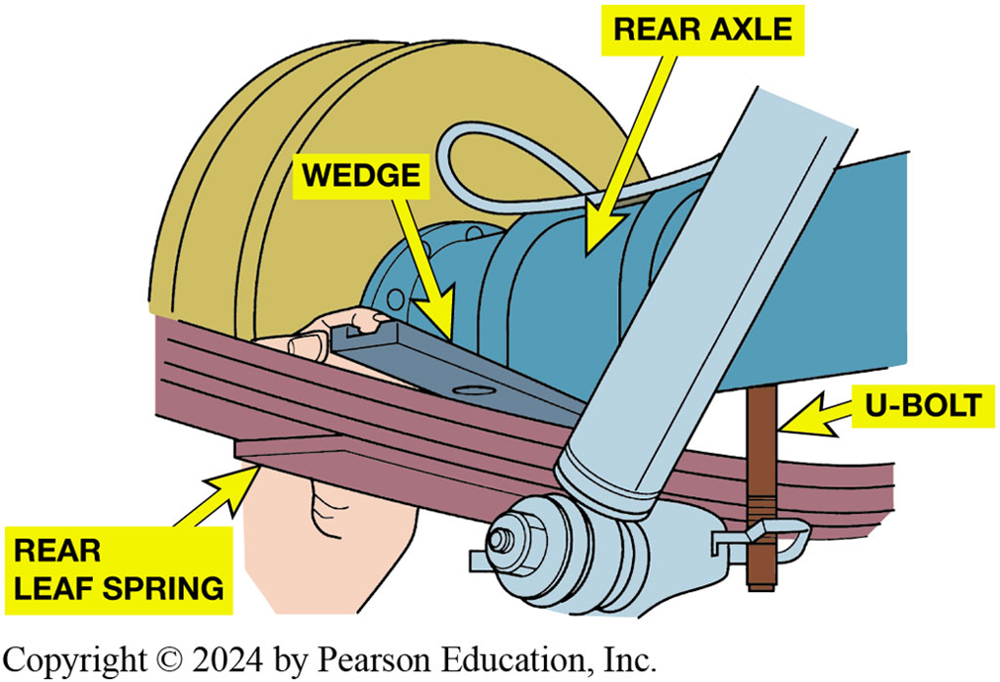 REAR AXLE
WEDGE
U-BOLT
REAR
LEAF SPRING
Copyright © 2024 by Pearson Education, Inc.